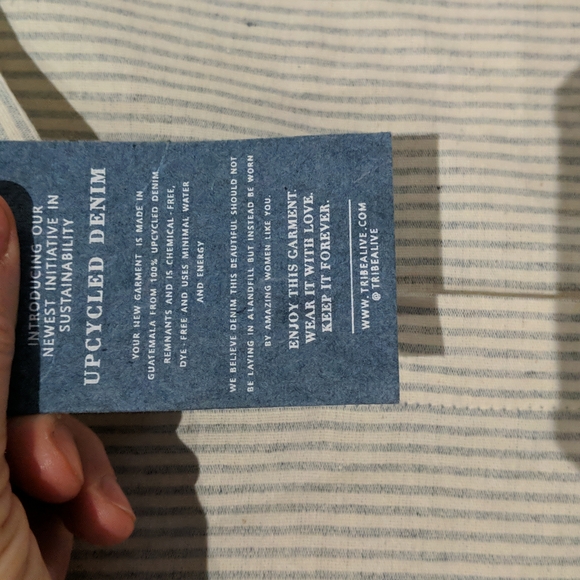 INTRODUCING OUR
NEWEST INITIATIVE IN
SUSTAINABILITY
UPCYCLED DENIM
YOUR NEW GARMENT IS MADE IN
GUATEMALA FROM 100% UPCYCLED DENIM
REMNANTS AND IS CHEMICAL-FREE,
DYE-FREE AND USES MINIMAL WATER
AND ENERGY
WE BELIEVE DENIM THIS BEAUTIFUL SHOULD NOT
BE LAYING IN A LANDFILL BUT INSTEAD BE WORN
BY AMAZING WOMEN LIKE YOU.
ENJOY THIS GARMENT.
WEAR IT WITH LOVE.
KEEP IT FOREVER.
WWW.TRIBEALIVE.COM
@TRIBEALIVE